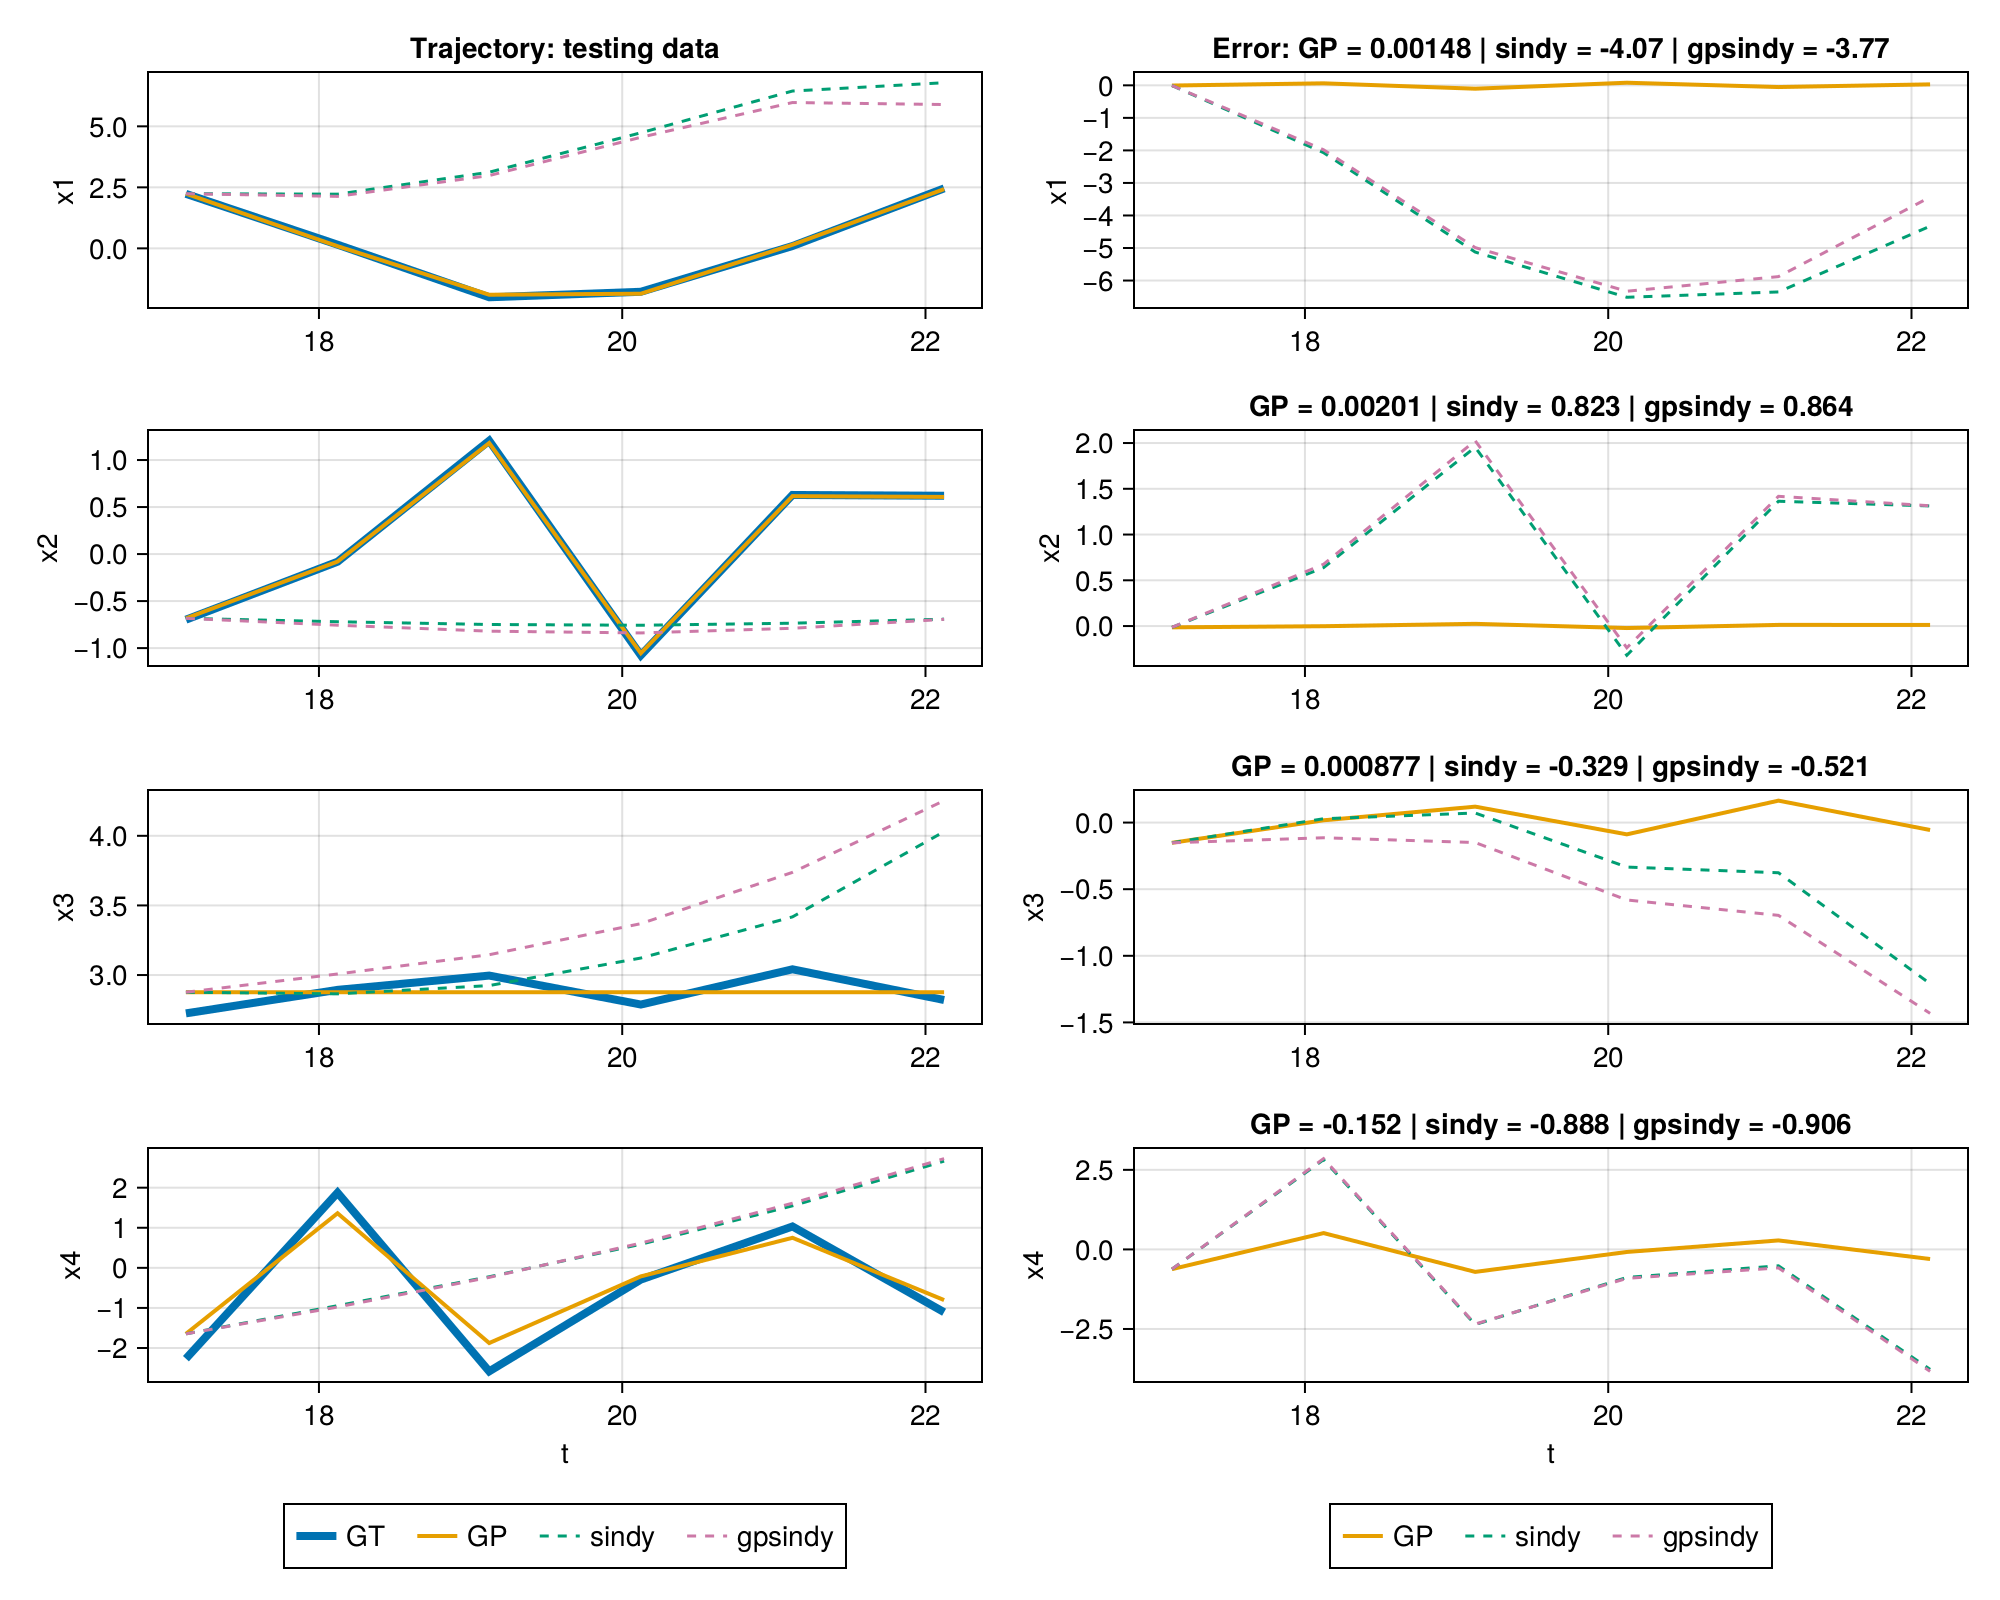 Trajectory: testing data
Error: GP = 0.00148 | sindy = -4.07 | gpsindy = -3.77
x1
5.0
2.5
0.0
18 20 22
x1
0
−1
−2
−3
−4
−5
−6
18 20 22
GP = 0.00201 | sindy = 0.823 | gpsindy = 0.864
x2
1.0
0.5
0.0
−0.5
−1.0
18 20 22
x2
2.0
1.5
1.0
0.5
0.0
18 20 22
GP = 0.000877 | sindy = -0.329 | gpsindy = -0.521
x3
4.0
3.5
3.0
18 20 22
x3
0.0
−0.5
−1.0
−1.5
18 20 22
GP = -0.152 | sindy = -0.888 | gpsindy = -0.906
x4
2
1
0
−1
−2
18 20 22
t
x4
2.5
0.0
−2.5
18 20 22
t
GT GP sindy gpsindy
GP sindy gpsindy